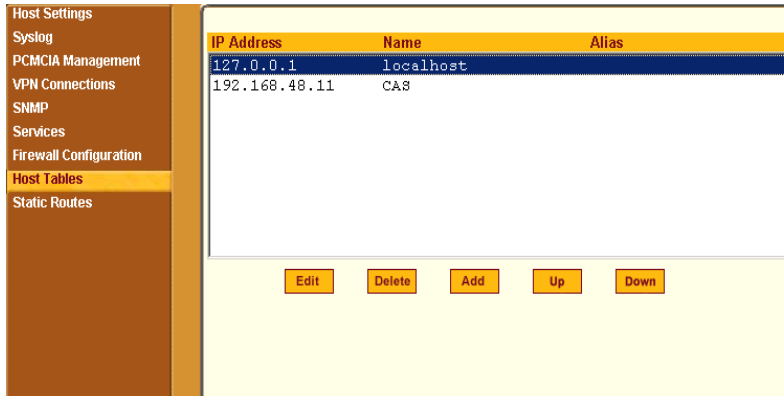 Host Settings
Syslog
PCMCIA Management
VPN Connections
SNMP
Services
Firewall Configuration
Host Tables
Static Routes
IP Address Name Alias
127.0.0.1 localhost
192.168.48.11 CAS
Edit Delete Add Up Down